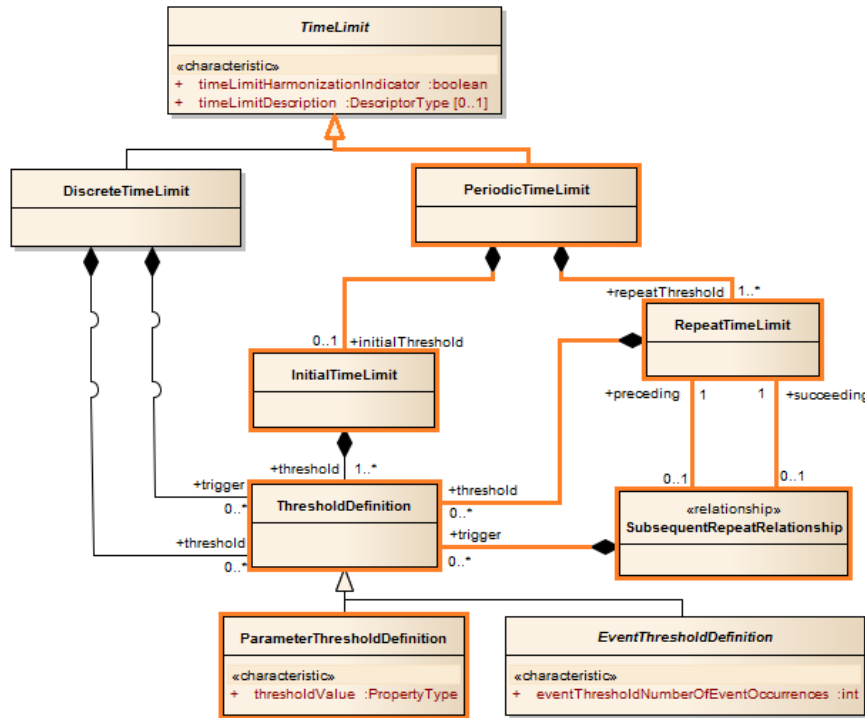 TimeLimit
«characteristic»
+ timeLimitHarmonizationIndicator :boolean
+ timeLimitDescription :DescriptorType [0..1]
DiscreteTimeLimit
PeriodicTimeLimit
+repeatThreshold
1..*
0..1
+initialThreshold
RepeatTimeLimit
InitialTimeLimit
+preceding
1
1
+succeeding
+threshold
1..*
0..1
0..1
+trigger
0..*
+threshold
0..*
ThresholdDefinition
«relationship»
SubsequentRepeatRelationship
+threshold
0..*
+trigger
0..*
ParameterThresholdDefinition
«characteristic»
+ thresholdValue :PropertyType
EventThresholdDefinition
«characteristic»
+ eventThresholdNumberOfEventOccurrences :int